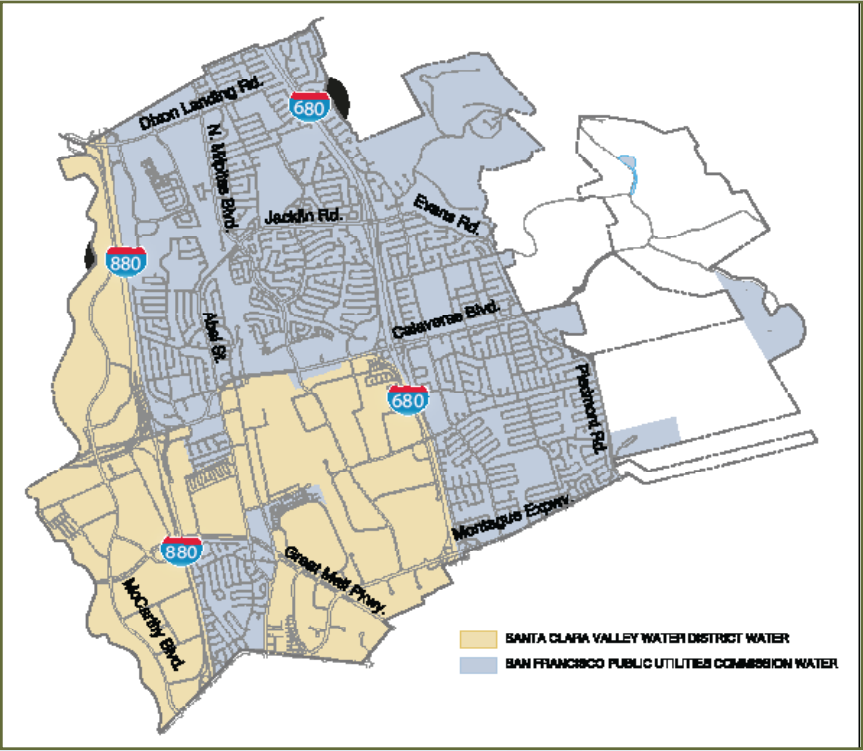 Dixon Landing Rd.
680
N. Milpitas Blvd.
Jacklin Rd.
Evans Rd.
880
Abel St.
Calaveras Blvd.
680
Piedmont Rd.
Montague Expwy.
880
Great Mall Pkwy.
McCarthy Blvd.
SANTA CLARA VALLEY WATER DISTRICT WATER
SAN FRANCISCO PUBLIC UTILITIES COMMISSION WATER